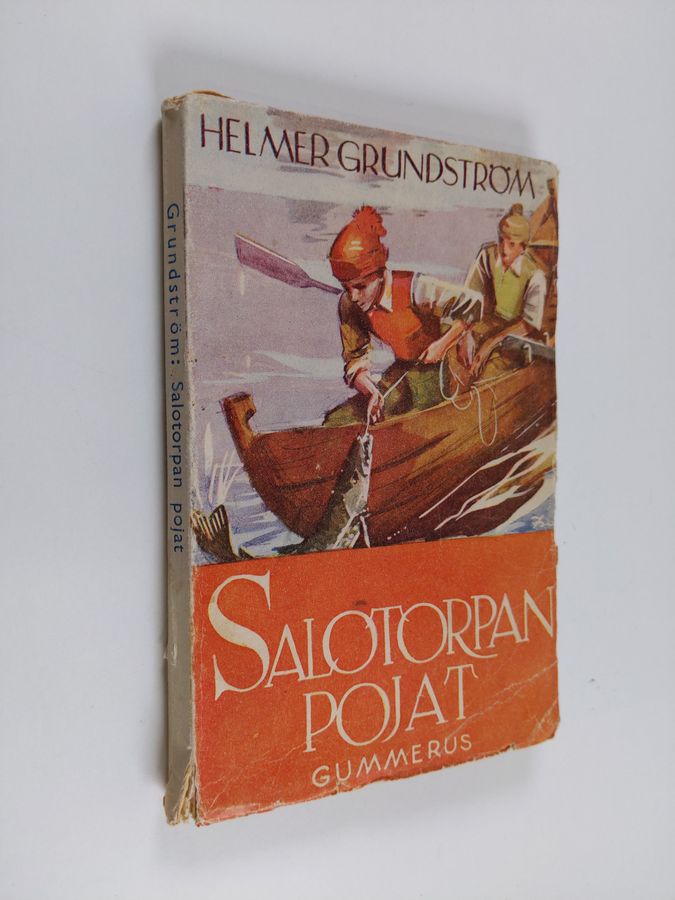 HELMER GRUNDSTRÖM
SALOTORPAN
POJAT
GUMMERUS
Grundström: Salotorpan pojat